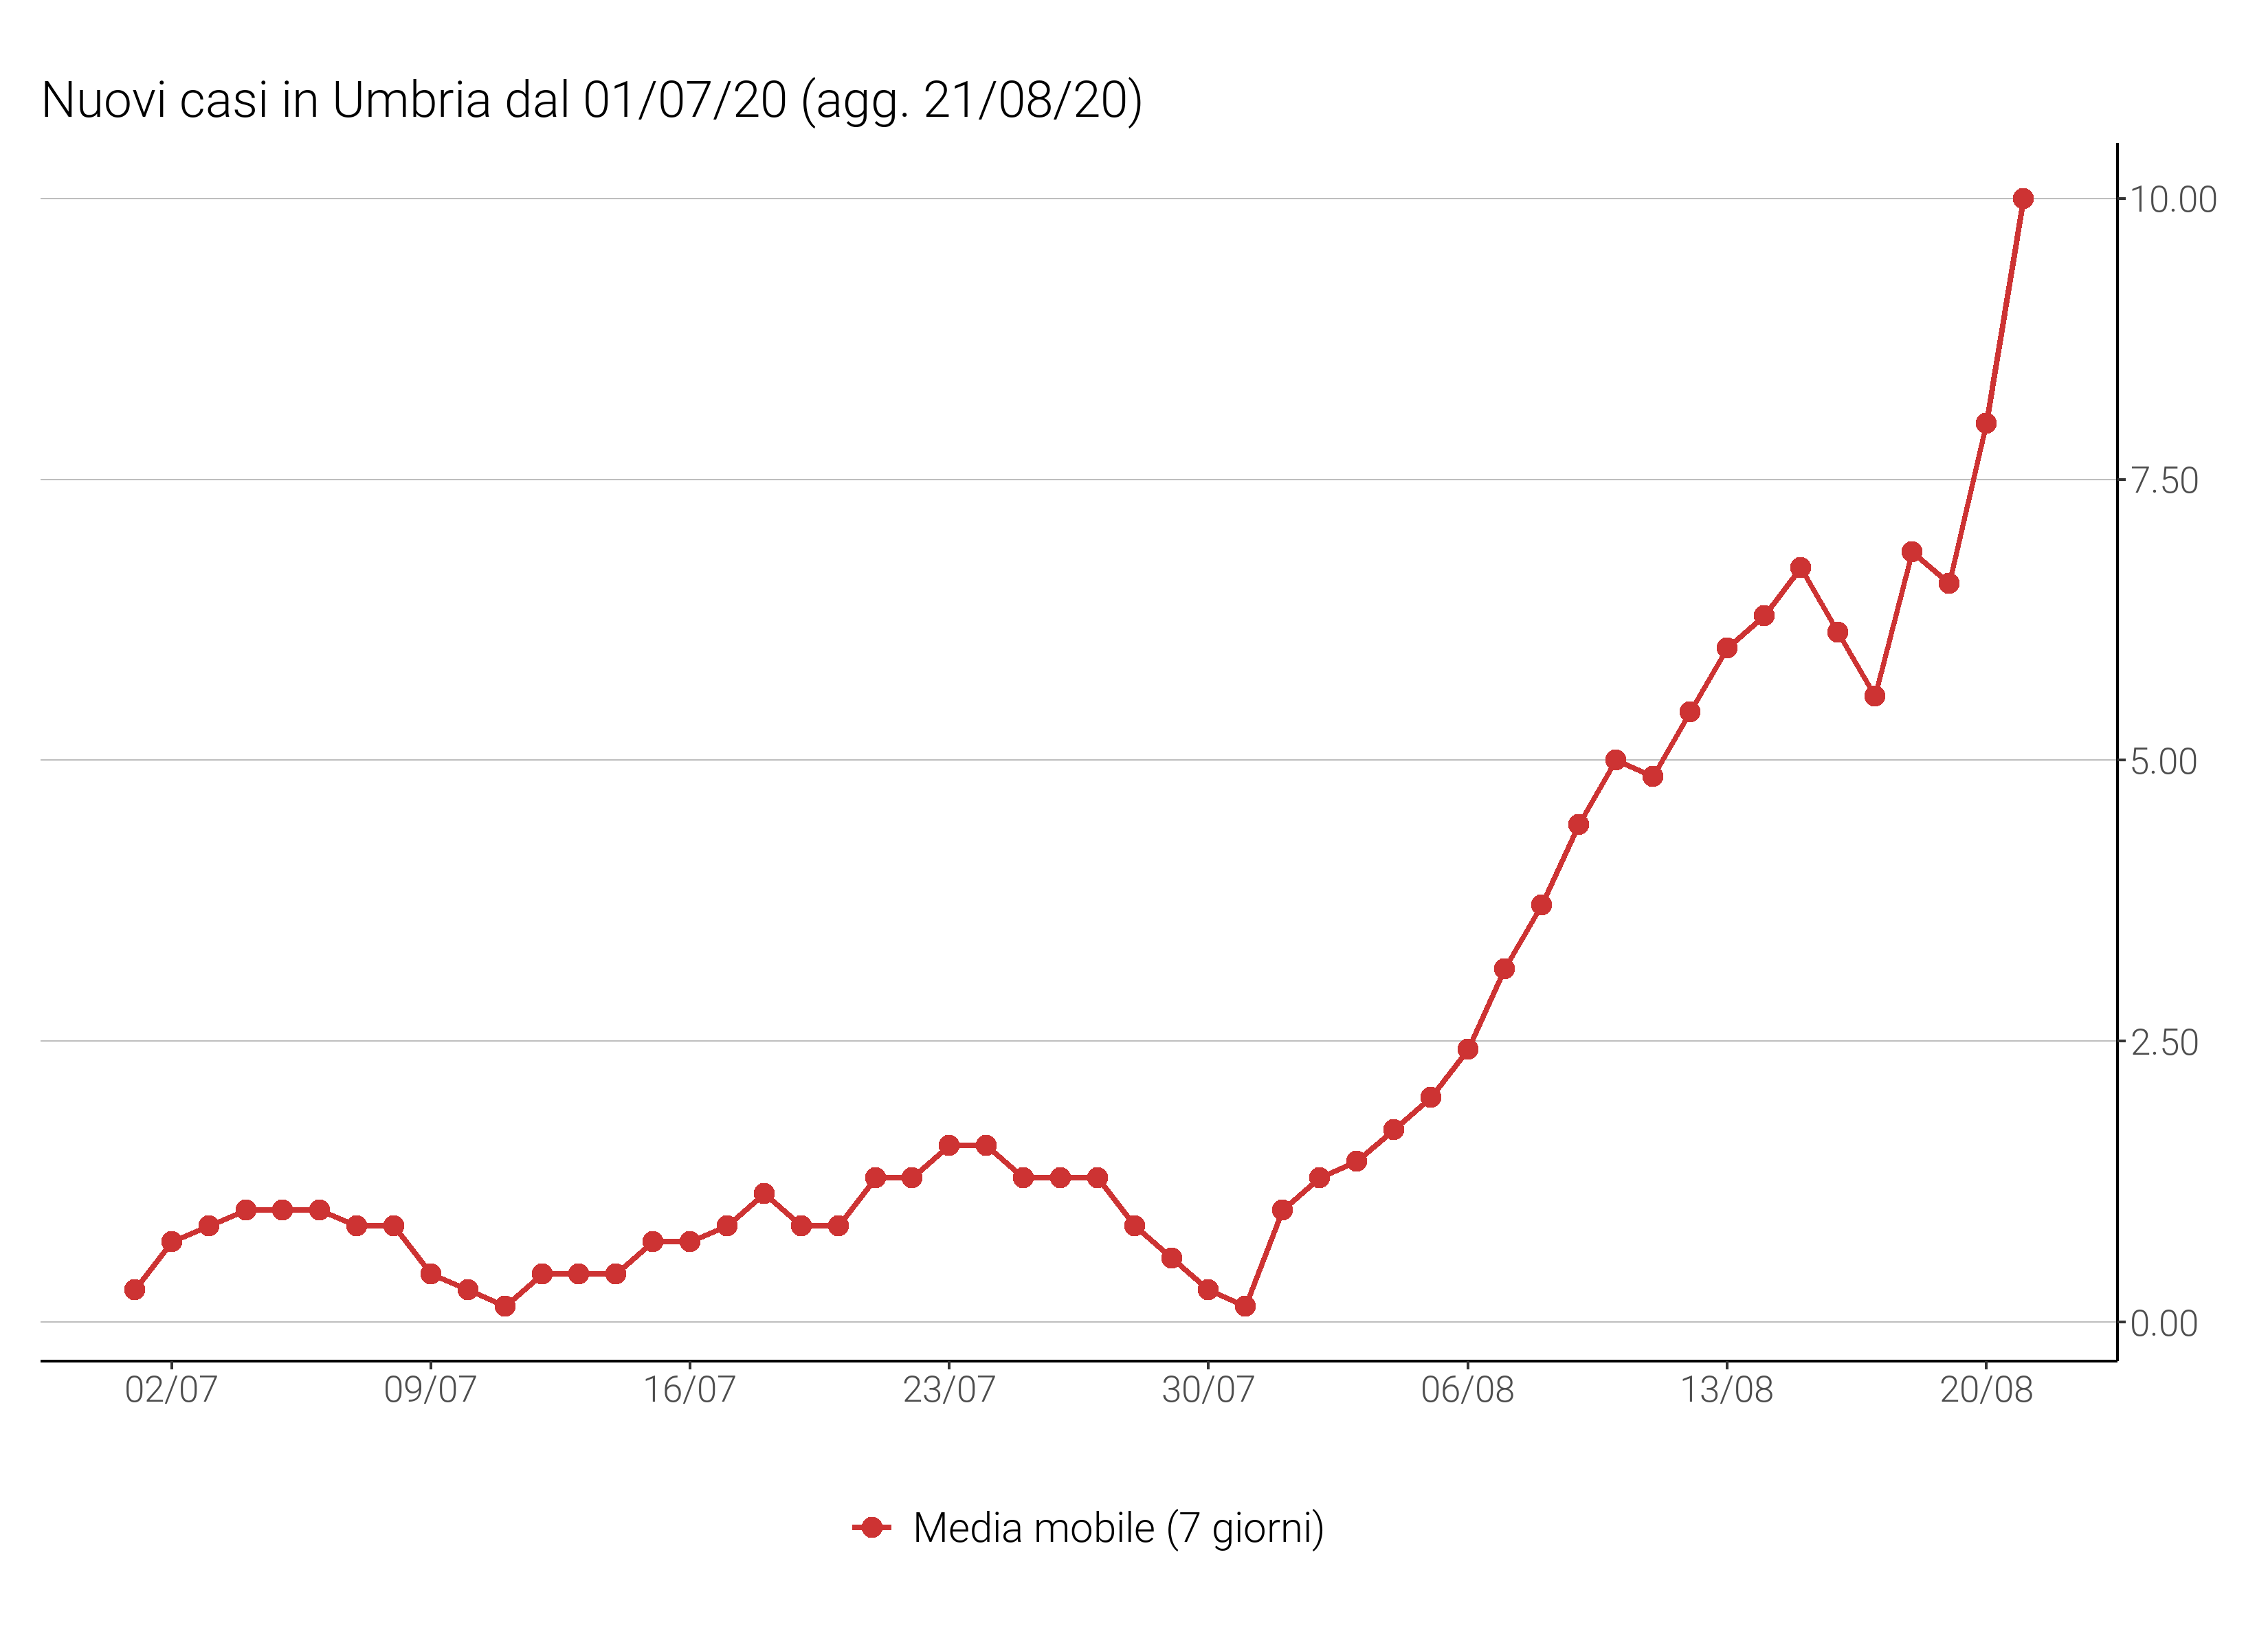 Nuovi casi in Umbria dal 01/07/20 (agg. 21/08/20)
10.00
7.50
5.00
2.50
0.00
02/07 09/07 16/07 23/07 30/07 06/08 13/08 20/08
Media mobile (7 giorni)